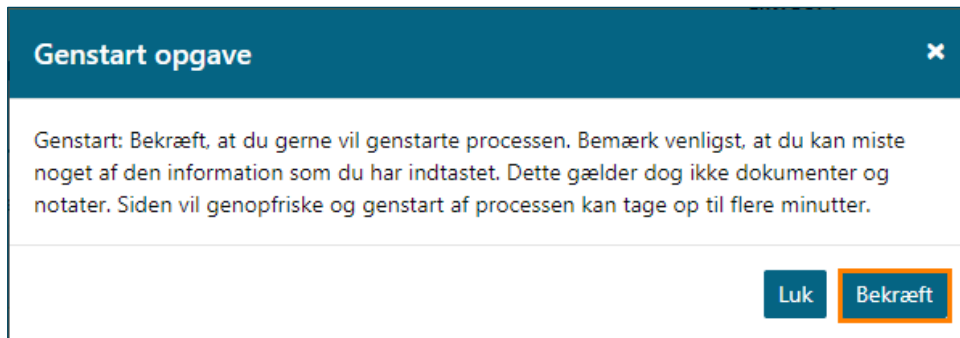 Genstart opgave
Genstart: Bekræft, at du gerne vil genstarte processen. Bemærk venligst, at du kan miste
noget af den information som du har indtastet. Dette gælder dog ikke dokumenter og
notater. Siden vil genopfriske og genstart af processen kan tage op til flere minutter.
Luk Bekræft